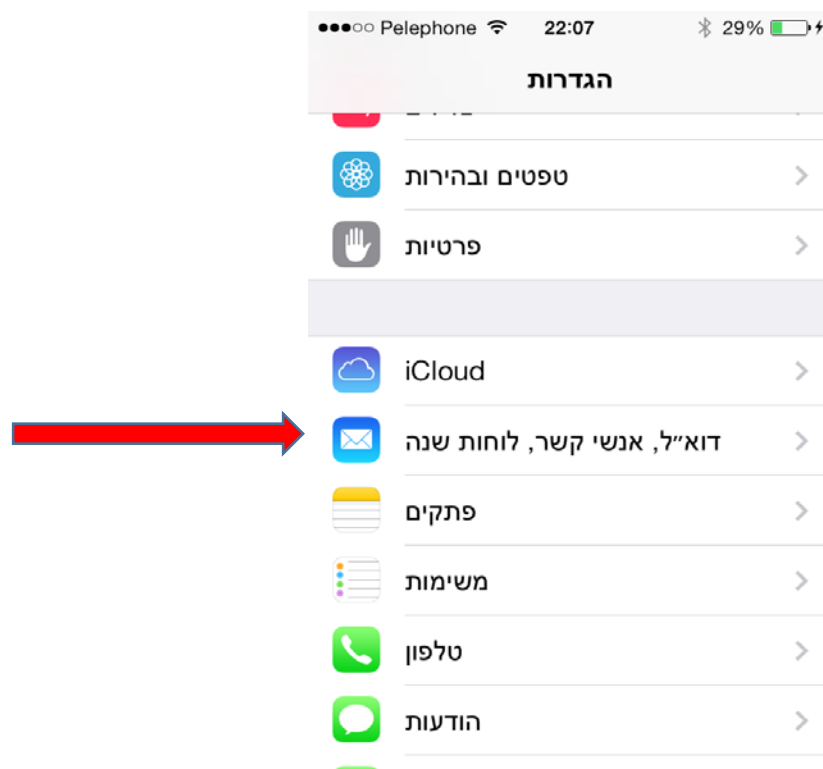 Pelephone 22:07 29%
הגדרות
טפטים ובהירות
פרטיות
iCloud
דוא״ל, אנשי קשר, לוחות שנה
פתקים
משימות
טלפון
הודעות